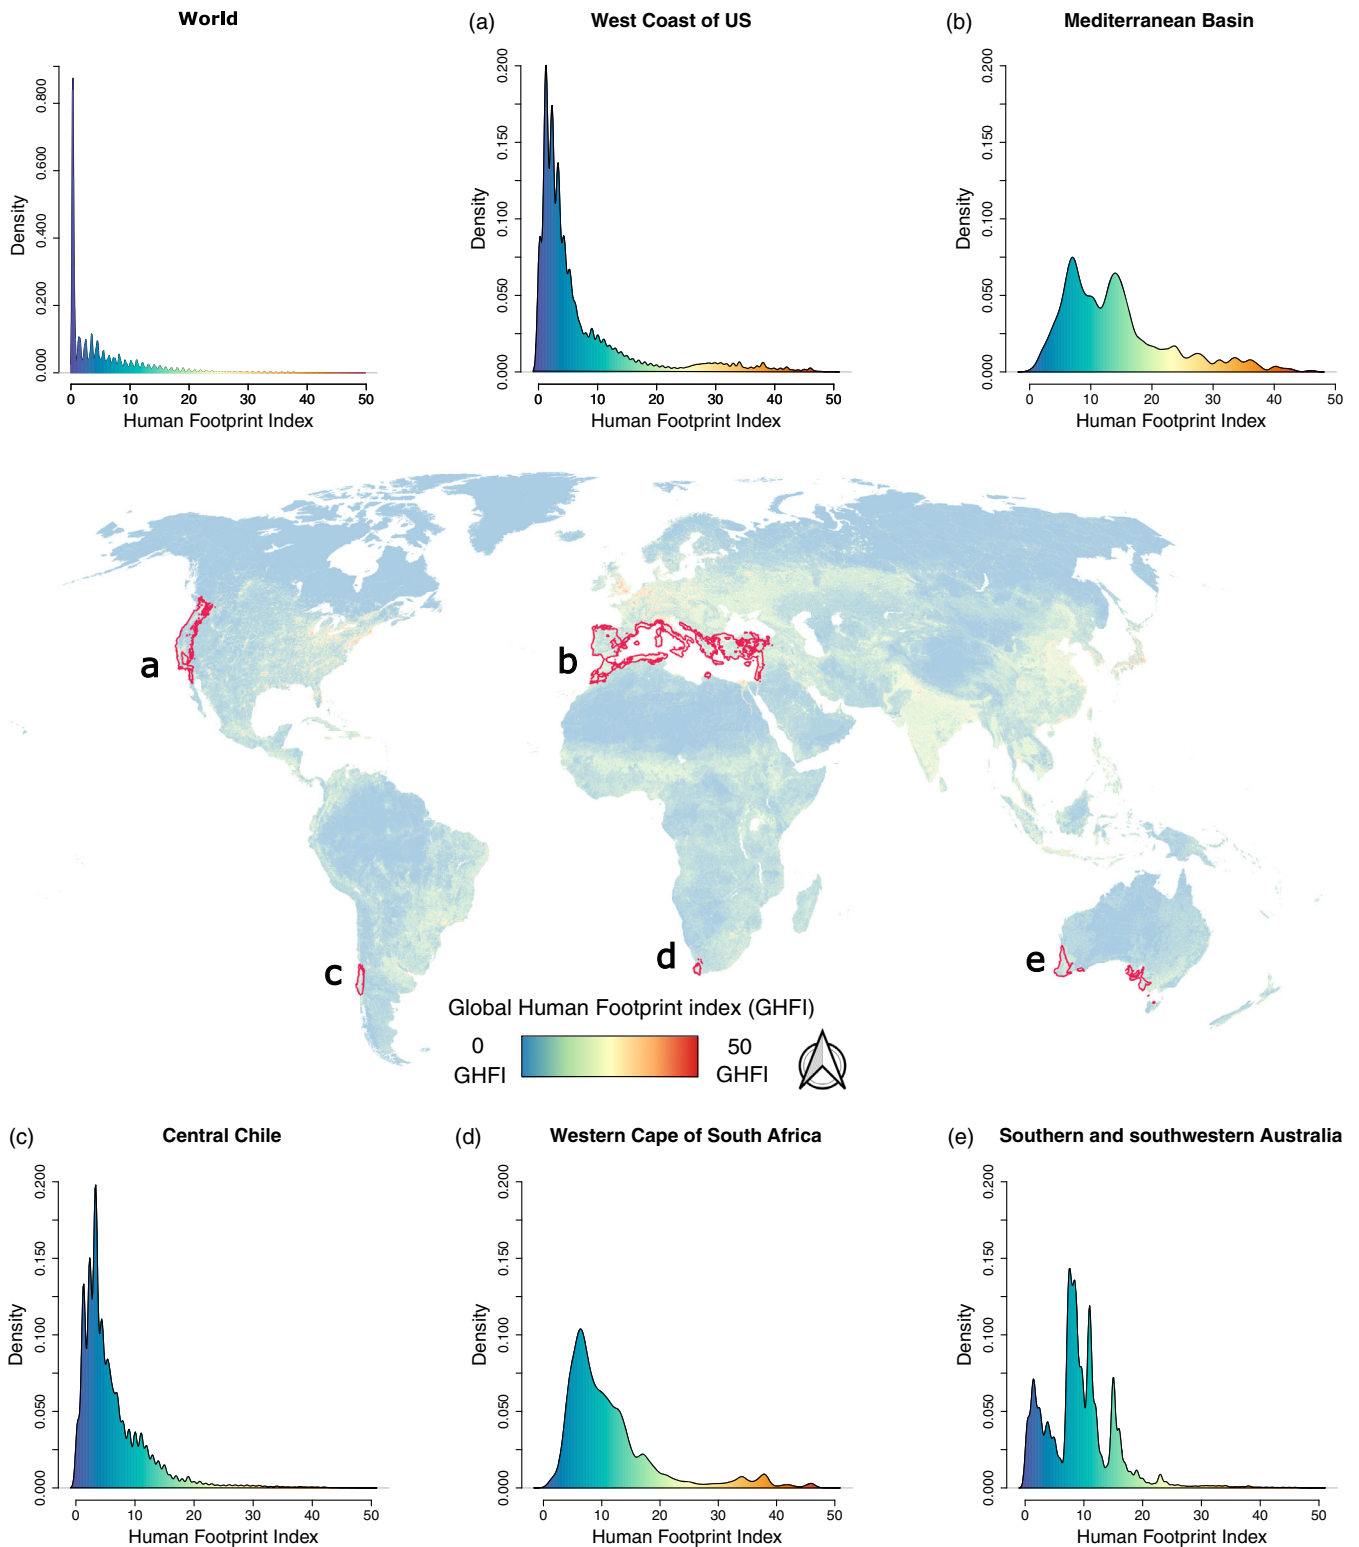 World
0.000
0.200
0.400
0.600
0.800
Density
0 10 20 30 40 50
Human Footprint Index
(a) West Coast of US
0.000
0.050
0.100
0.150
0.200
Density
0 10 20 30 40 50
Human Footprint Index
(b) Mediterranean Basin
0.000
0.050
0.100
0.150
0.200
Density
0 10 20 30 40 50
Human Footprint Index
a
b
c
d
e
Global Human Footprint index (GHFI)
0
GHFI
50
GHFI
(c) Central Chile
0.000
0.050
0.100
0.150
0.200
Density
0 10 20 30 40 50
Human Footprint Index
(d) Western Cape of South Africa
0.000
0.050
0.100
0.150
0.200
Density
0 10 20 30 40 50
Human Footprint Index
(e) Southern and southwestern Australia
0.000
0.050
0.100
0.150
0.200
Density
0 10 20 30 40 50
Human Footprint Index